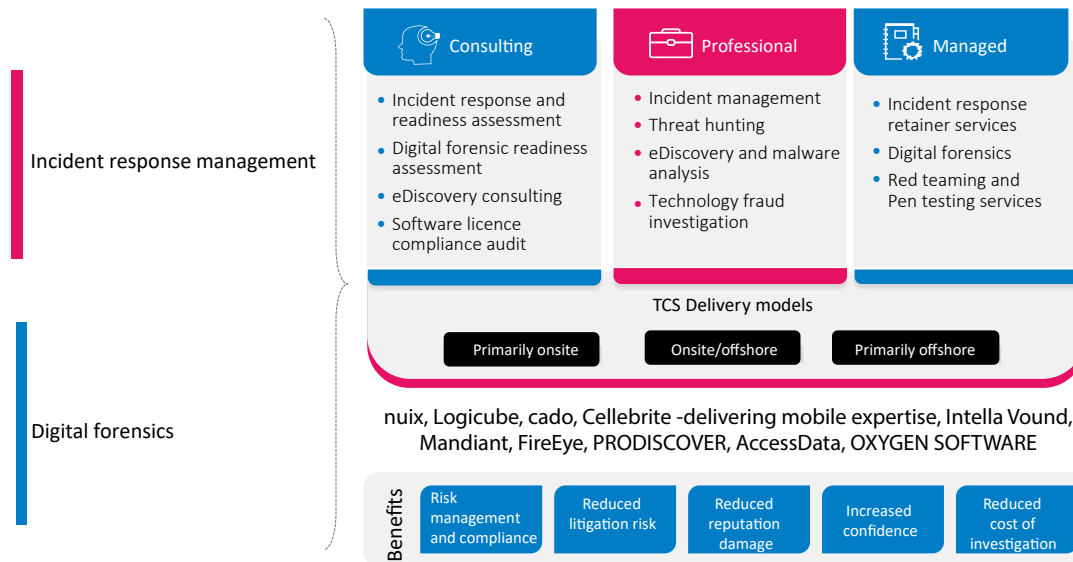 Incident response management
Digital forensics
Consulting
• Incident response and
readiness assessment
• Digital forensic readiness
assessment
• eDiscovery consulting
• Software licence
compliance audit
Professional
• Incident management
• Threat hunting
• eDiscovery and malware
analysis
• Technology fraud
investigation
Managed
• Incident response
retainer services
• Digital forensics
• Red teaming and
Pen testing services
TCS Delivery models
Primarily onsite
Onsite/offshore
Primarily offshore
nuix, Logicube, cado, Cellebrite -delivering mobile expertise, Intella Vound,
Mandiant, FireEye, PRODISCOVER, AccessData, OXYGEN SOFTWARE
Benefits
Risk
management
and compliance
Reduced
litigation risk
Reduced
reputation
damage
Increased
confidence
Reduced
cost of
investigation